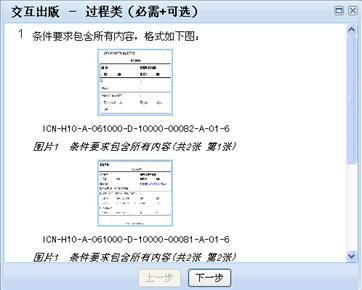 交互出版 - 过程类（必需+可选）
1 条件要求包含所有内容，格式如下图：
ICN-H10-A-061000-D-10000-00082-A-01-6
图片1 条件要求包含所有内容(共2张 第1张)
ICN-H10-A-061000-D-10000-00081-A-01-6
图片1 条件要求包含所有内容(共2张 第2张)
上一步 下一步